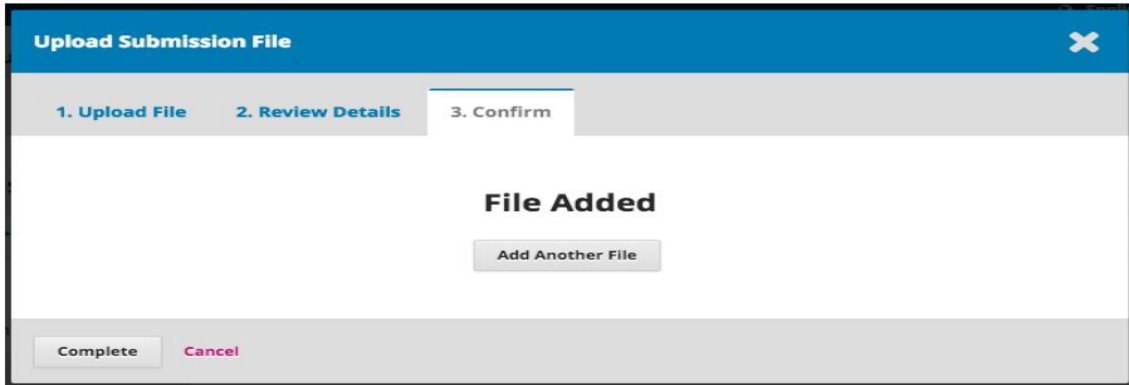 Upload Submission File
1. Upload File 2. Review Details 3. Confirm
File Added
Add Another File
Complete Cancel